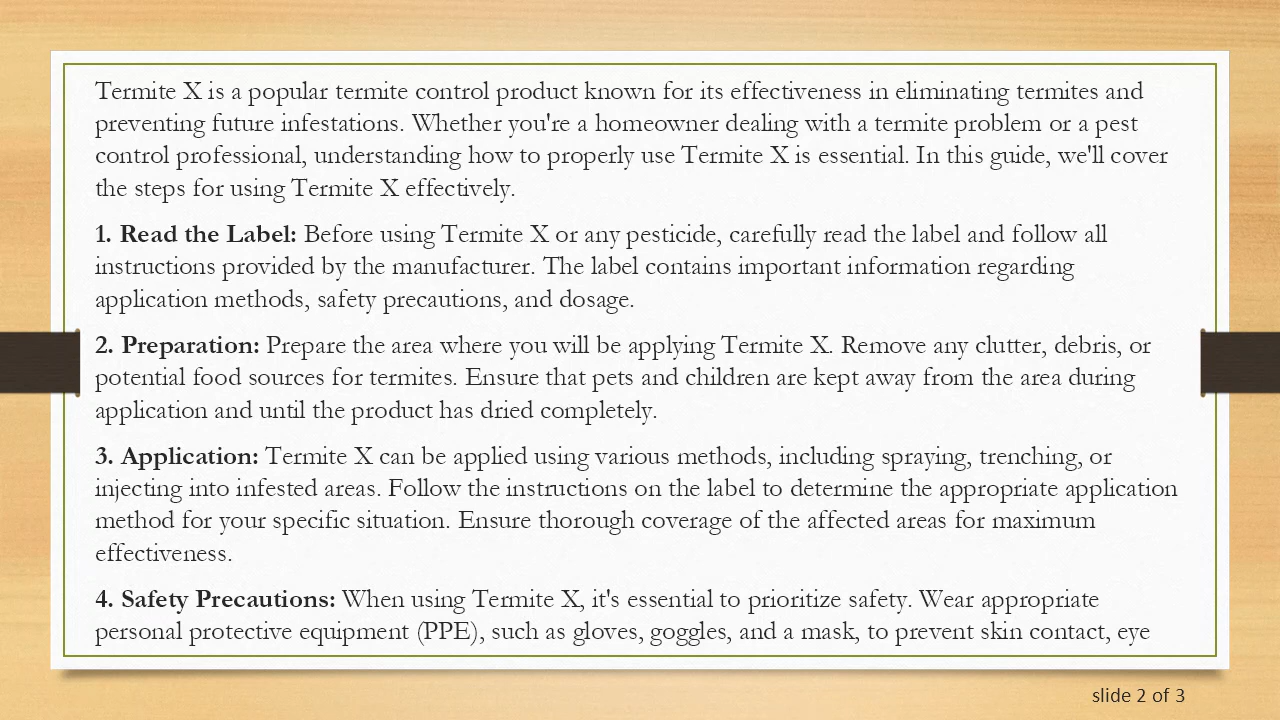 Termite X is a popular termite control product known for its effectiveness in eliminating termites and
preventing future infestations. Whether you're a homeowner dealing with a termite problem or a pest
control professional, understanding how to properly use Termite X is essential. In this guide, we'll cover
the steps for using Termite X effectively.
1. Read the Label: Before using Termite X or any pesticide, carefully read the label and follow all
instructions provided by the manufacturer. The label contains important information regarding
application methods, safety precautions, and dosage.
2. Preparation: Prepare the area where you will be applying Termite X. Remove any clutter, debris, or
potential food sources for termites. Ensure that pets and children are kept away from the area during
application and until the product has dried completely.
3. Application: Termite X can be applied using various methods, including spraying, trenching, or
injecting into infested areas. Follow the instructions on the label to determine the appropriate application
method for your specific situation. Ensure thorough coverage of the affected areas for maximum
effectiveness.
4. Safety Precautions: When using Termite X, it's essential to prioritize safety. Wear appropriate
personal protective equipment (PPE), such as gloves, goggles, and a mask, to prevent skin contact, eye
slide 2 of 3